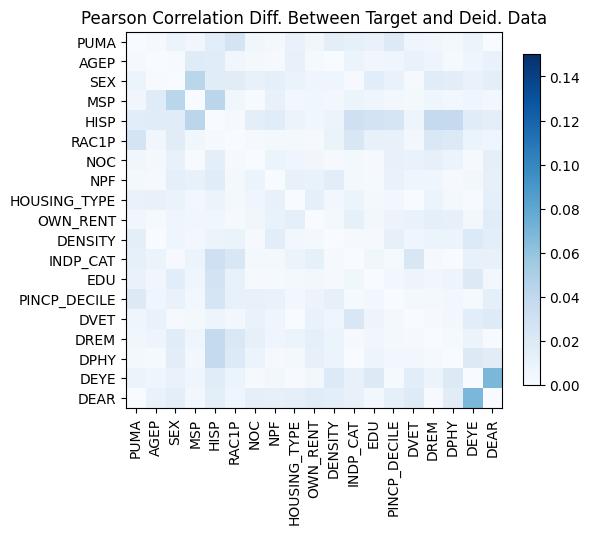 Pearson Correlation Diff. Between Target and Deid. Data
PUMA
AGEP
SEX
MSP
HISP
RAC1P
NOC
NPF
HOUSING_TYPE
OWN_RENT
DENSITY
INDP_CAT
EDU
PINCP_DECILE
DVET
DREM
DPHY
DEYE
DEAR
PUMA
AGEP
SEX
MSP
HISP
RAC1P
NOC
NPF
HOUSING_TYPE
OWN_RENT
DENSITY
INDP_CAT
EDU
PINCP_DECILE
DVET
DREM
DPHY
DEYE
DEAR
0.14
0.12
0.10
0.08
0.06
0.04
0.02
0.00